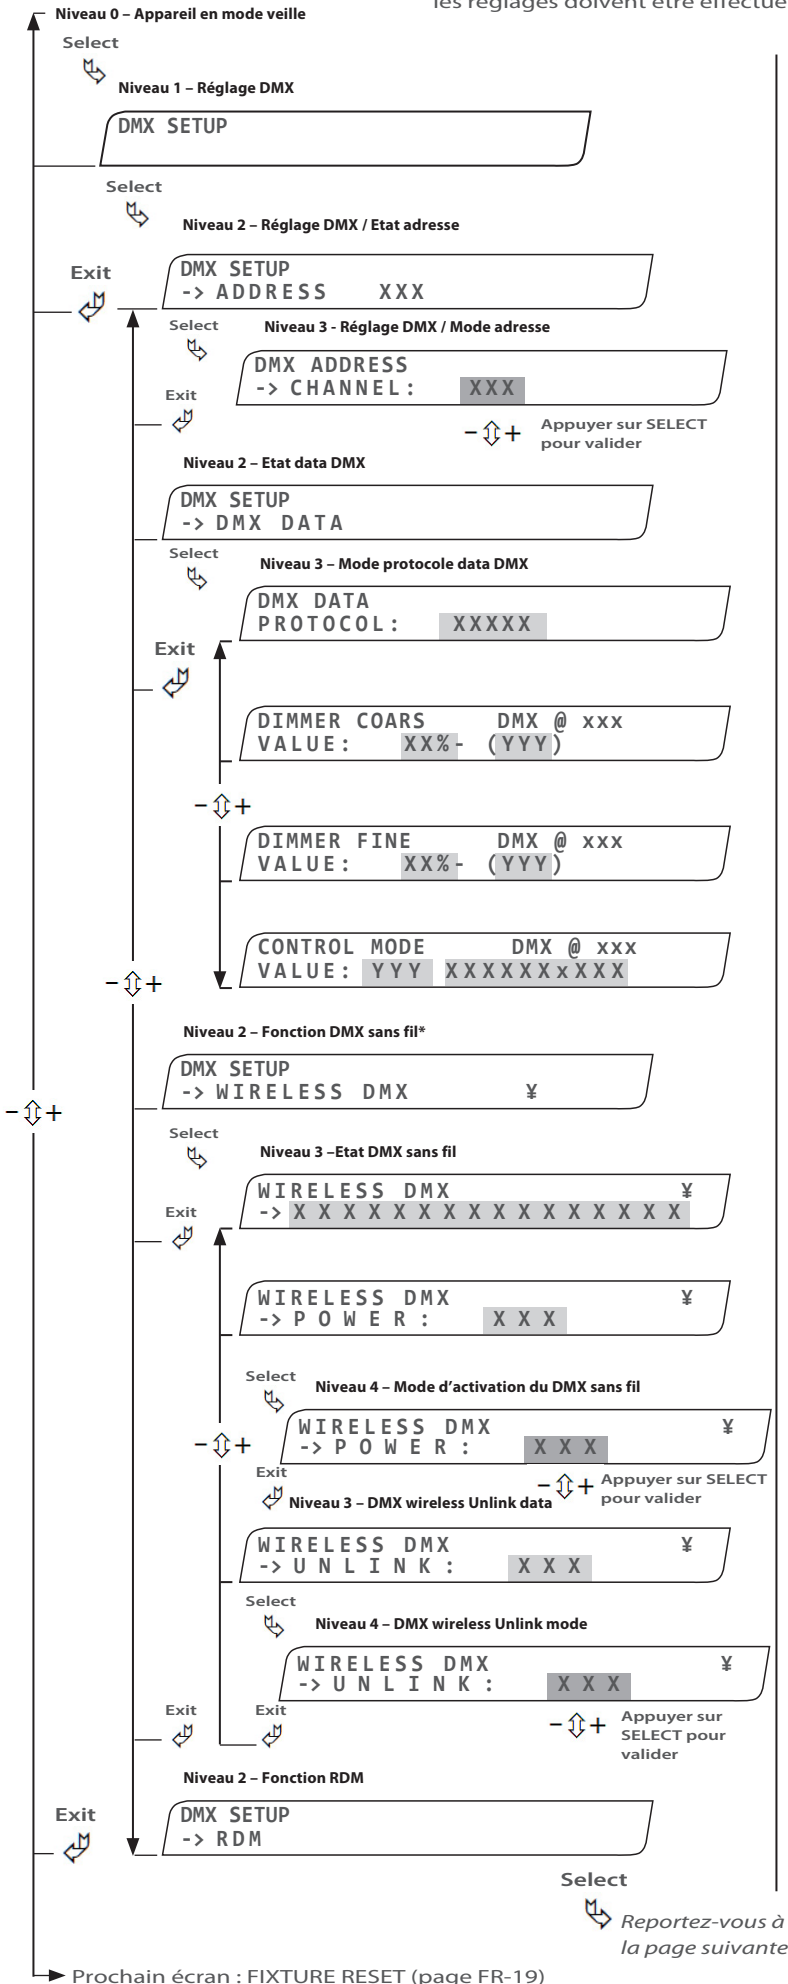 les réglages doivent être effectué
Niveau 0 – Appareil en mode veille
Select
Niveau 1 – Réglage DMX
DMX SETUP
Select
Niveau 2 – Réglage DMX / Etat adresse
Exit
DMX SETUP
-> ADDRESS XXX
Select
Niveau 3 - Réglage DMX / Mode adresse
DMX ADDRESS
-> CHANNEL: XXX
Exit
- + Appuyer sur SELECT
pour valider
Niveau 2 – Etat data DMX
DMX SETUP
-> DMX DATA
Select
Niveau 3 – Mode protocole data DMX
DMX DATA
PROTOCOL: XXXXX
Exit
DIMMER COARS DMX @ xxx
VALUE: XX%- (YYY)
- +
DIMMER FINE DMX @ xxx
VALUE: XX%- (YYY)
CONTROL MODE DMX @ xxx
VALUE: YYY XXXXXXxXXX
- +
Niveau 2 – Fonction DMX sans fil*
DMX SETUP
-> WIRELESS DMX ¥
- +
Select
Niveau 3 –Etat DMX sans fil
WIRELESS DMX ¥
-> X X X X X X X X X X X X X X X X
Exit
WIRELESS DMX ¥
-> P O W E R : X X X
Select
Niveau 4 – Mode d’activation du DMX sans fil
WIRELESS DMX ¥
-> P O W E R : X X X
- +
Exit
- + Appuyer sur SELECT
pour valider
Niveau 3 – DMX wireless Unlink data
WIRELESS DMX ¥
-> U N L I N K : X X X
Select
Niveau 4 – DMX wireless Unlink mode
WIRELESS DMX ¥
-> U N L I N K : X X X
Exit
Exit
- + Appuyer sur
SELECT pour
valider
Niveau 2 – Fonction RDM
Exit
DMX SETUP
-> RDM
Select
Reportez-vous à
la page suivante
Prochain écran : FIXTURE RESET (page FR-19)